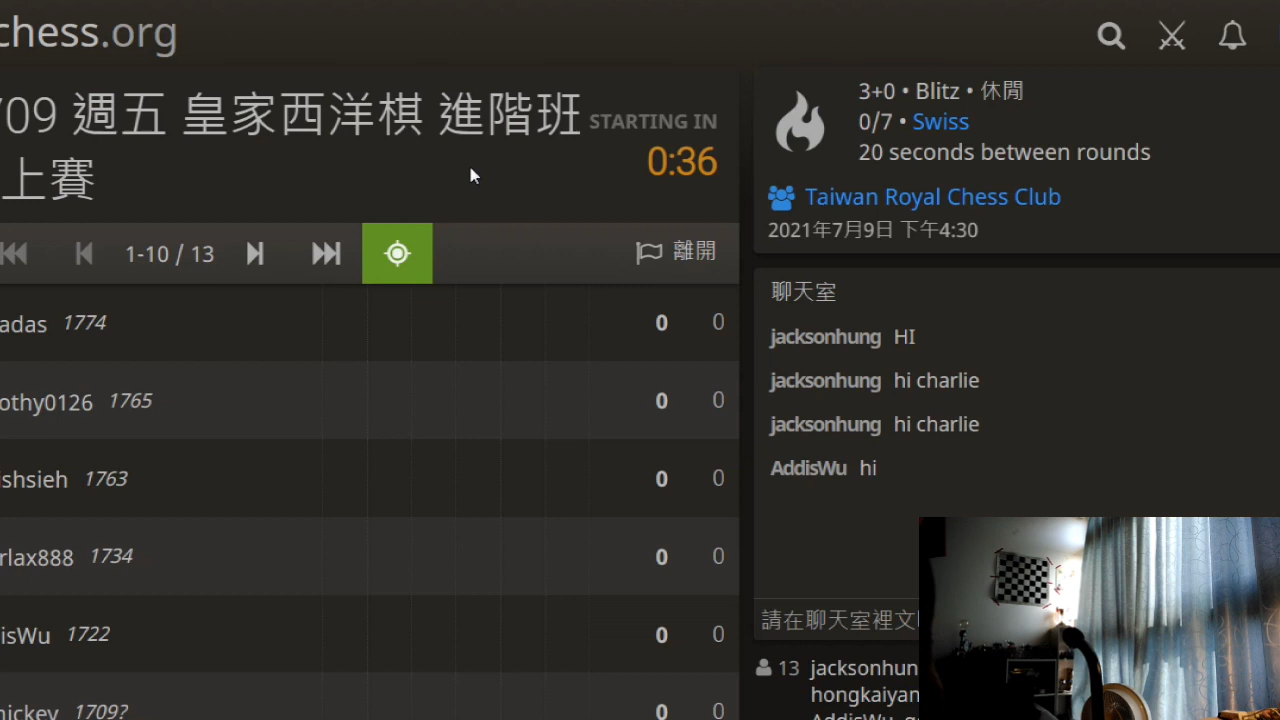 chess.org
/09 週五 皇家西洋棋 進階班
上賽
STARTING IN
0:36
1-10 / 13
離開
adas 1774 0 0
othy0126 1765 0 0
shsieh 1763 0 0
rlax888 1734 0 0
isWu 1722 0 0
mickey 1709? 0 0
3+0 • Blitz • 休閒
0/7 • Swiss
20 seconds between rounds
Taiwan Royal Chess Club
2021年7月9日 下午4:30
聊天室
jacksonhung HI
jacksonhung hi charlie
jacksonhung hi charlie
AddisWu hi
請在聊天室裡文
13 jacksonhun
hongkaiyan
AddisWu